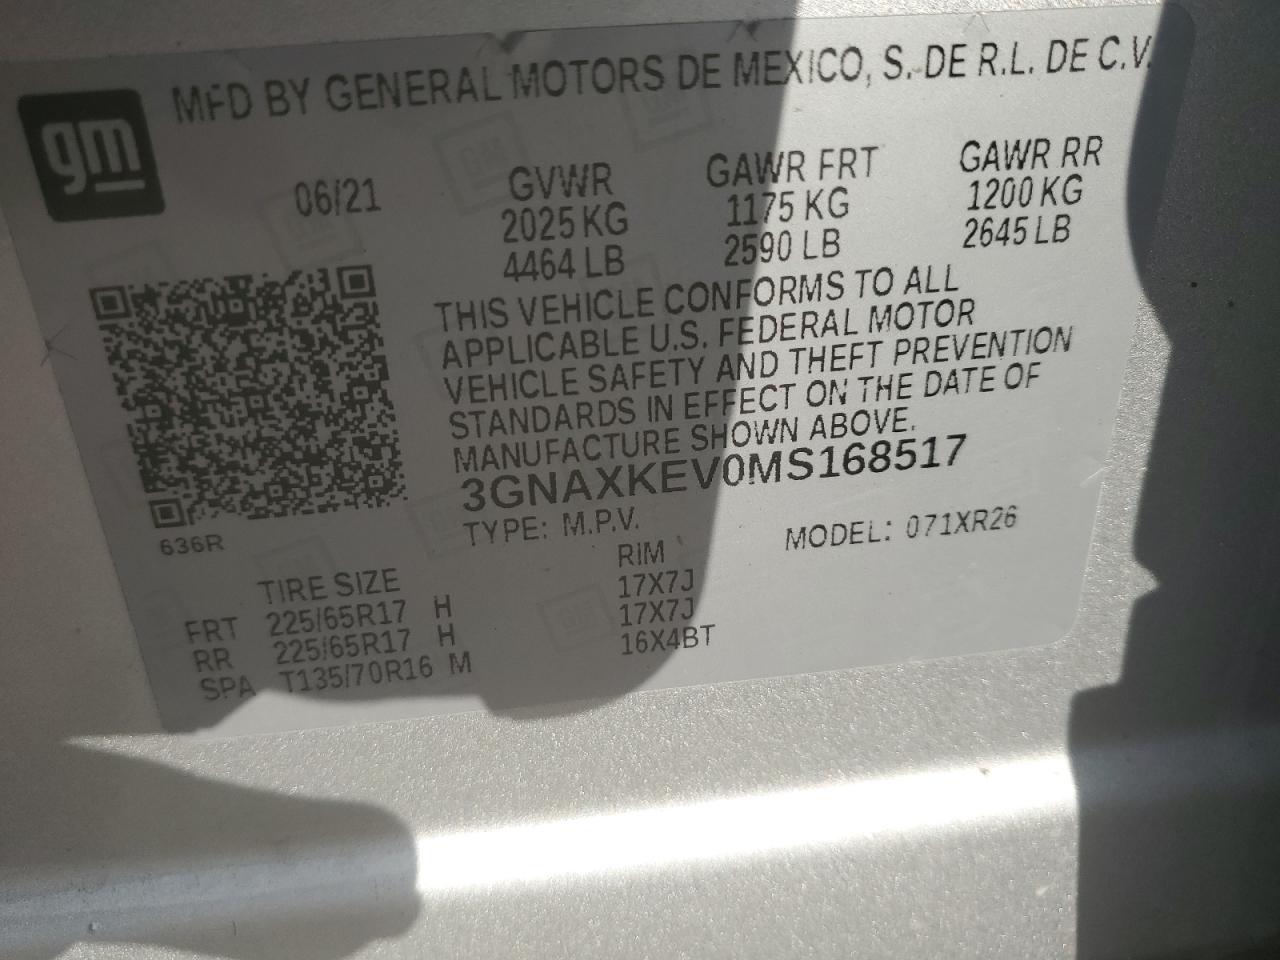 gm
MFD BY GENERAL MOTORS DE MEXICO, S. DE R.L. DE C.V.
06/21 GVWR GAWR FRT GAWR RR
2025 KG 1175 KG 1200 KG
4464 LB 2590 LB 2645 LB
THIS VEHICLE CONFORMS TO ALL
APPLICABLE U.S. FEDERAL MOTOR
VEHICLE SAFETY AND THEFT PREVENTION
STANDARDS IN EFFECT ON THE DATE OF
MANUFACTURE SHOWN ABOVE.
3GNAXKEV0MS168517
636R
TYPE: M.P.V. MODEL: 071XR26
TIRE SIZE RIM
FRT 225/65R17 H 17X7J
RR 225/65R17 H 17X7J
SPA T135/70R16 M 16X4BT